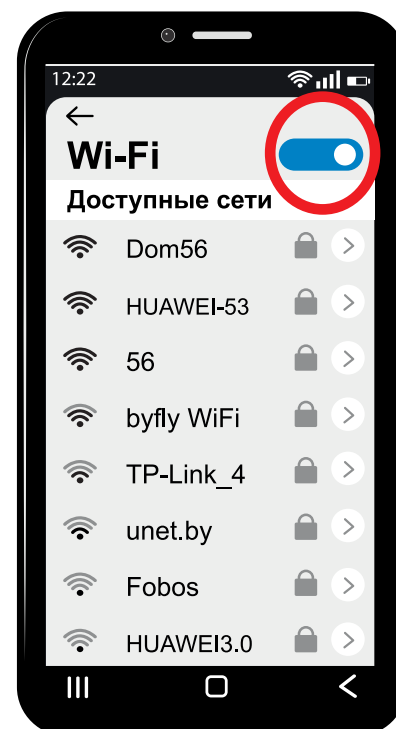 12:22
Wi-Fi
Доступные сети
Dom56
HUAWEI-53
56
byfly WiFi
TP-Link_4
unet.by
Fobos
HUAWEI3.0